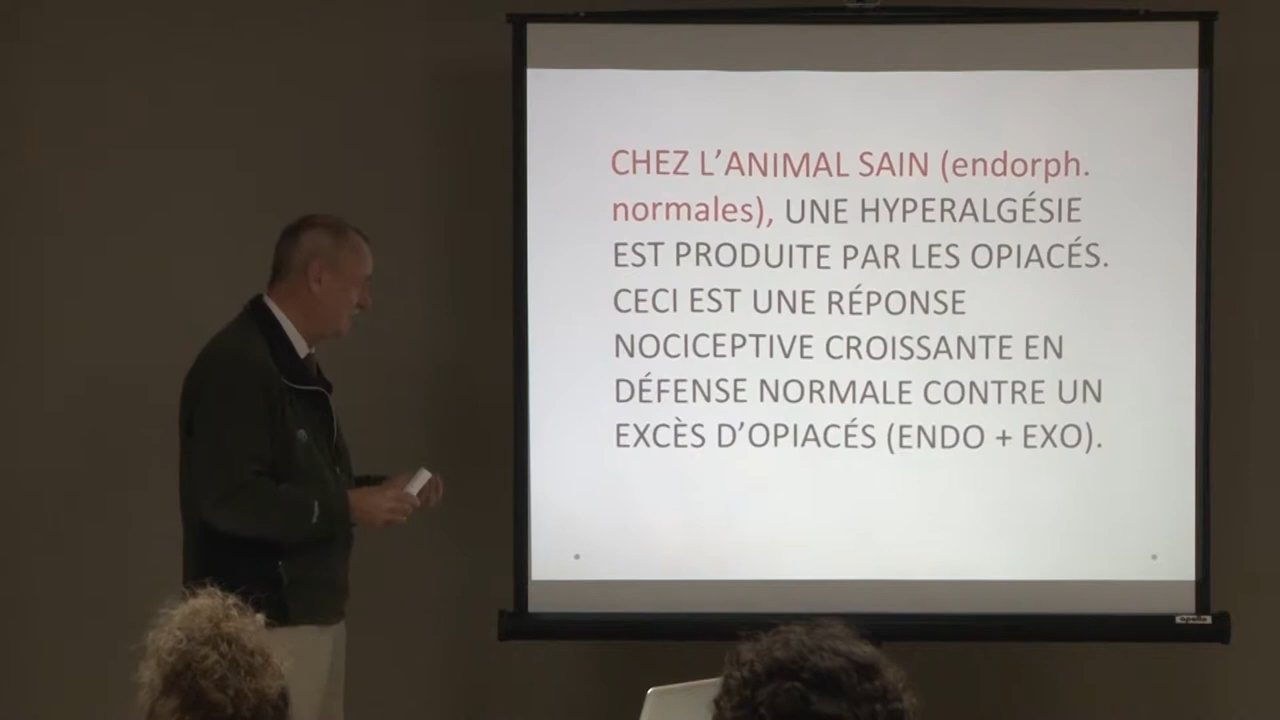 CHEZ L’ANIMAL SAIN (endorph.
normales), UNE HYPERALGÉSIE
EST PRODUITE PAR LES OPIACÉS.
CECI EST UNE RÉPONSE
NOCICEPTIVE CROISSANTE EN
DÉFENSE NORMALE CONTRE UN
EXCÈS D’OPIACÉS (ENDO + EXO).
apollo